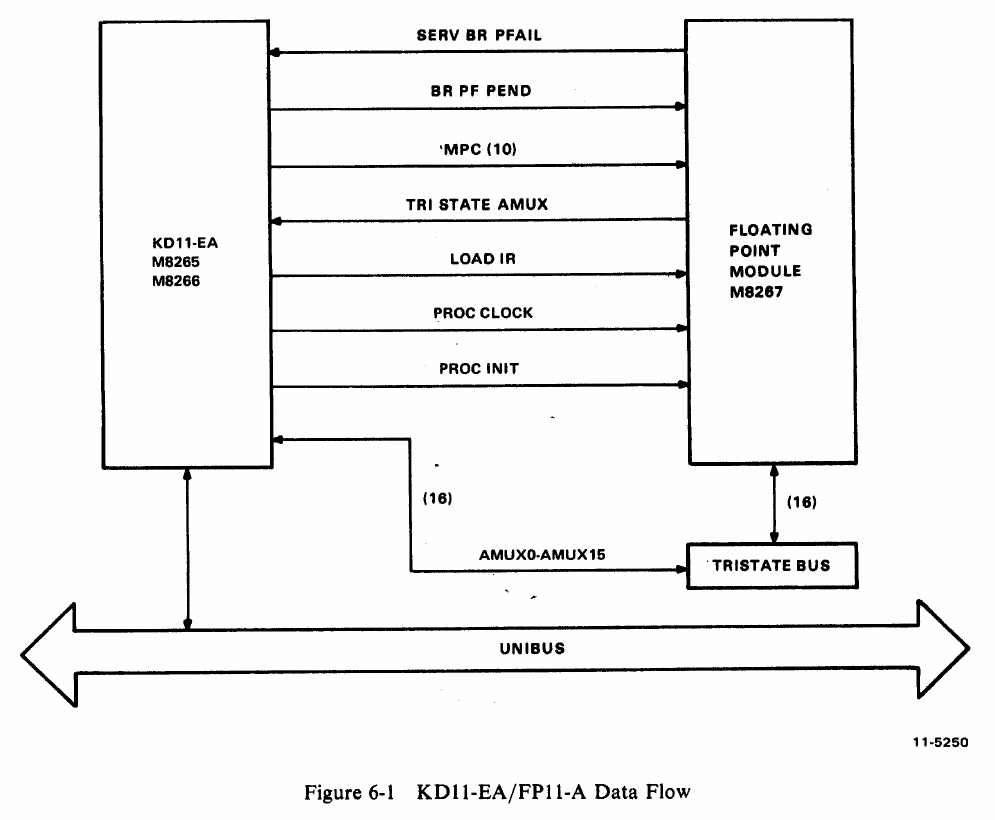 SERV BR PFAIL
BR PF PEND
MPC (10)
TRI STATE AMUX
LOAD IR
PROC CLOCK
PROC INIT
KD11-EA
M8265
M8266
FLOATING
POINT
MODULE
M8267
(16)
(16)
AMUX0-AMUX15
TRISTATE BUS
UNIBUS
11-5250
Figure 6-1 KD11-EA/FP11-A Data Flow